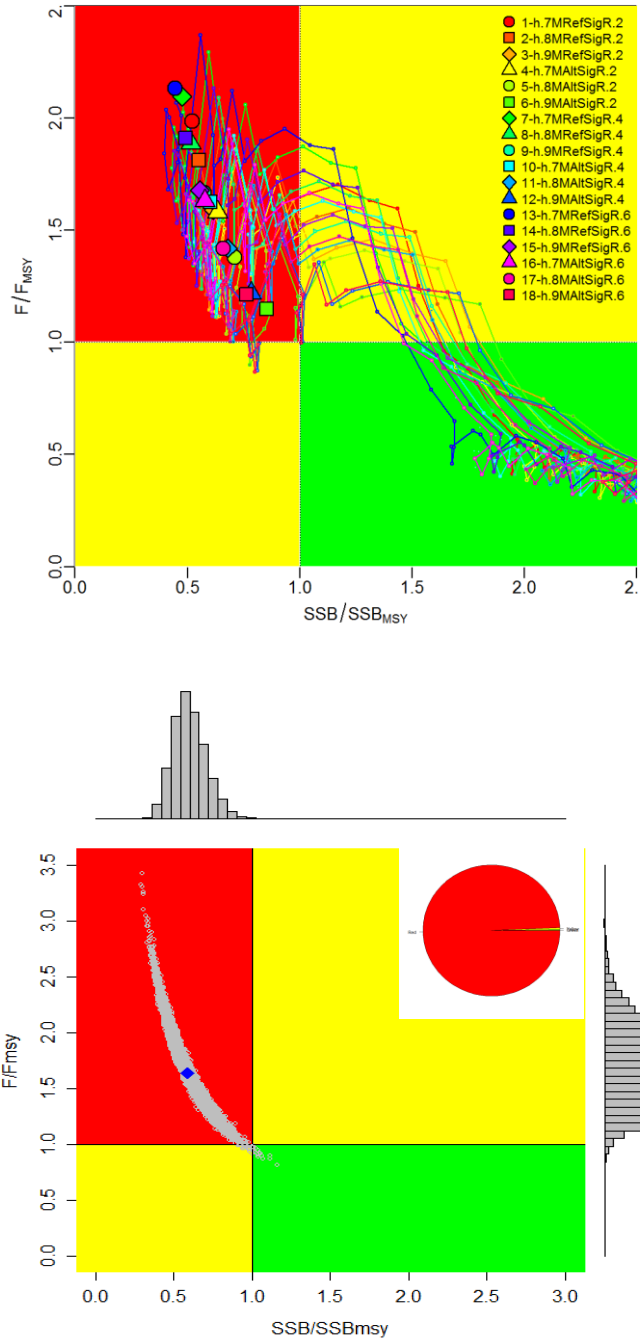 2.
2.0
1.5
1.0
0.5
0.0
F/FMSY
1-h.7MRefSigR.2
2-h.8MRefSigR.2
3-h.9MRefSigR.2
4-h.7MAltSigR.2
5-h.8MAltSigR.2
6-h.9MAltSigR.2
7-h.7MRefSigR.4
8-h.8MRefSigR.4
9-h.9MRefSigR.4
10-h.7MAltSigR.4
11-h.8MAltSigR.4
12-h.9MAltSigR.4
13-h.7MRefSigR.6
14-h.8MRefSigR.6
15-h.9MRefSigR.6
16-h.7MAltSigR.6
17-h.8MAltSigR.6
18-h.9MAltSigR.6
0.0 0.5 1.0 1.5 2.0 2.
SSB/SSBMSY
3.5
3.0
2.5
2.0
1.5
1.0
0.5
0.0
F/Fmsy
0.0 0.5 1.0 1.5 2.0 2.5 3.0
SSB/SSBmsy